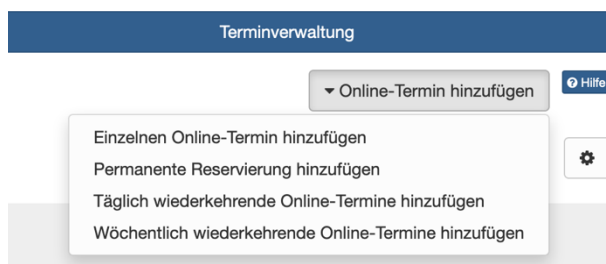 Terminverwaltung
Online-Termin hinzufügen
Hilfe
Einzelnen Online-Termin hinzufügen
Permanente Reservierung hinzufügen
Täglich wiederkehrende Online-Termine hinzufügen
Wöchentlich wiederkehrende Online-Termine hinzufügen